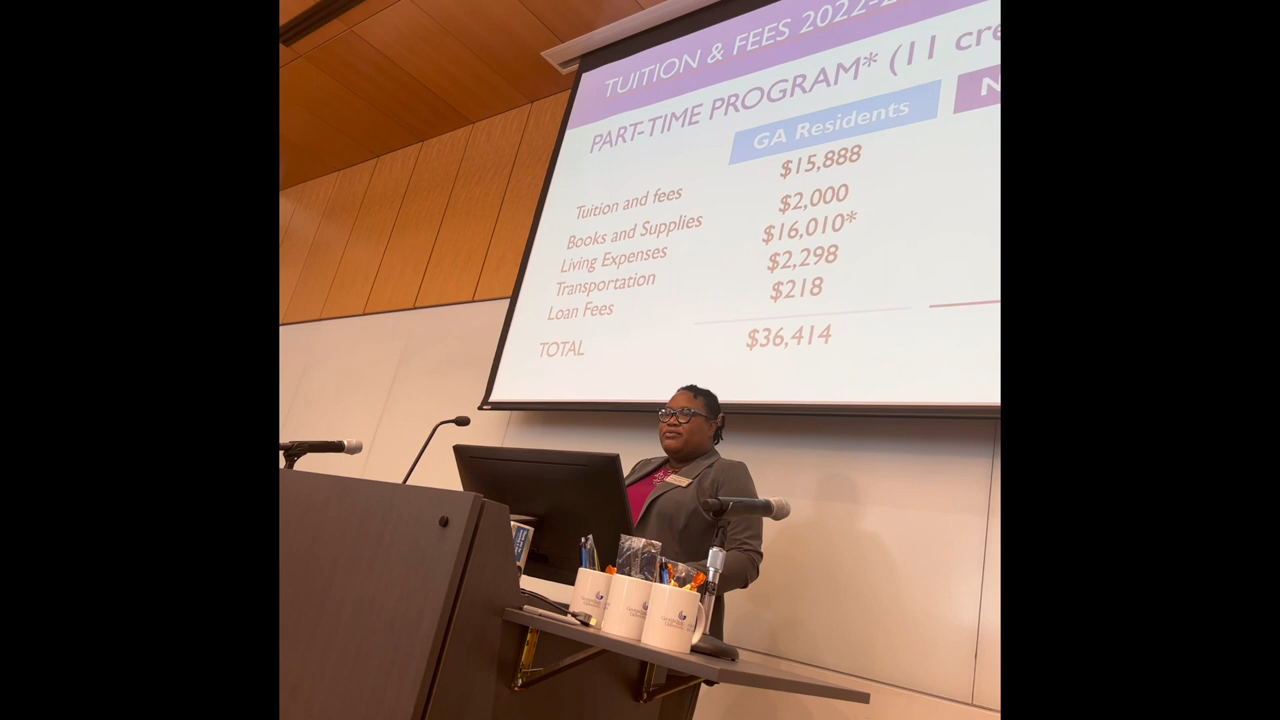 TUITION & FEES 2022-2
PART-TIME PROGRAM* (11 cre
GA Residents
N
Tuition and fees $15,888
Books and Supplies $2,000
Living Expenses $16,010*
Transportation $2,298
Loan Fees $218
TOTAL $36,414